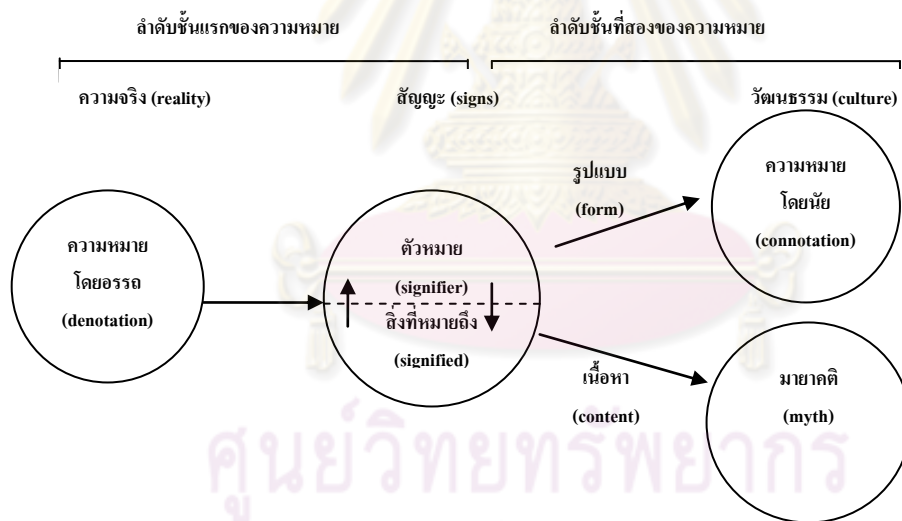 ลำดับชั้นแรกของความหมาย
ลำดับชั้นที่สองของความหมาย
ความจริง (reality)
สัญญะ (signs)
วัฒนธรรม (culture)
ความหมาย
โดยอรรถ
(denotation)
ตัวหมาย
(signifier)
สิ่งที่หมายถึง
(signified)
รูปแบบ
(form)
ความหมาย
โดยนัย
(connotation)
เนื้อหา
(content)
มายาคติ
(myth)
ศูนย์วิทยทรัพยากร